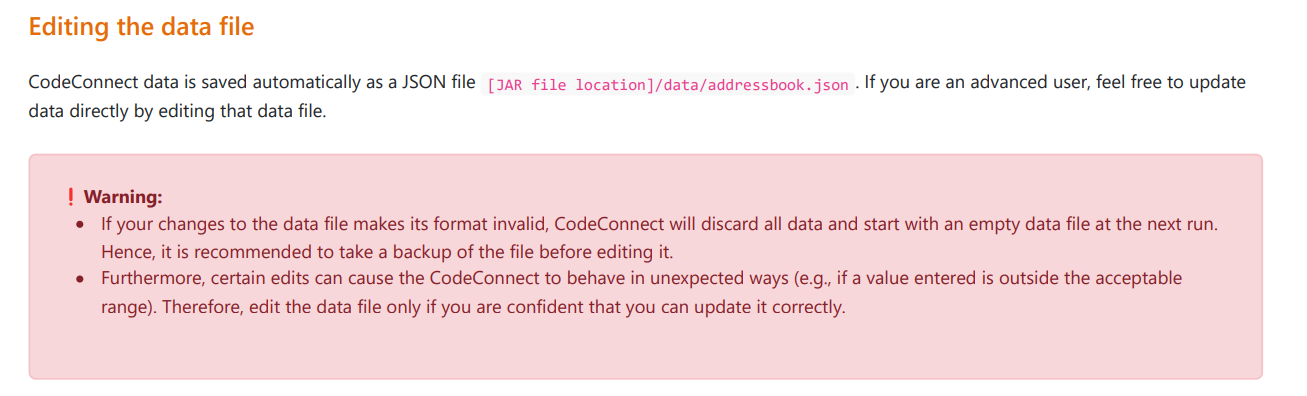 Editing the data file
CodeConnect data is saved automatically as a JSON file [JAR file location]/data/addressbook.json . If you are an advanced user, feel free to update
data directly by editing that data file.
❗ Warning:
• If your changes to the data file makes its format invalid, CodeConnect will discard all data and start with an empty data file at the next run.
Hence, it is recommended to take a backup of the file before editing it.
• Furthermore, certain edits can cause the CodeConnect to behave in unexpected ways (e.g., if a value entered is outside the acceptable
range). Therefore, edit the data file only if you are confident that you can update it correctly.